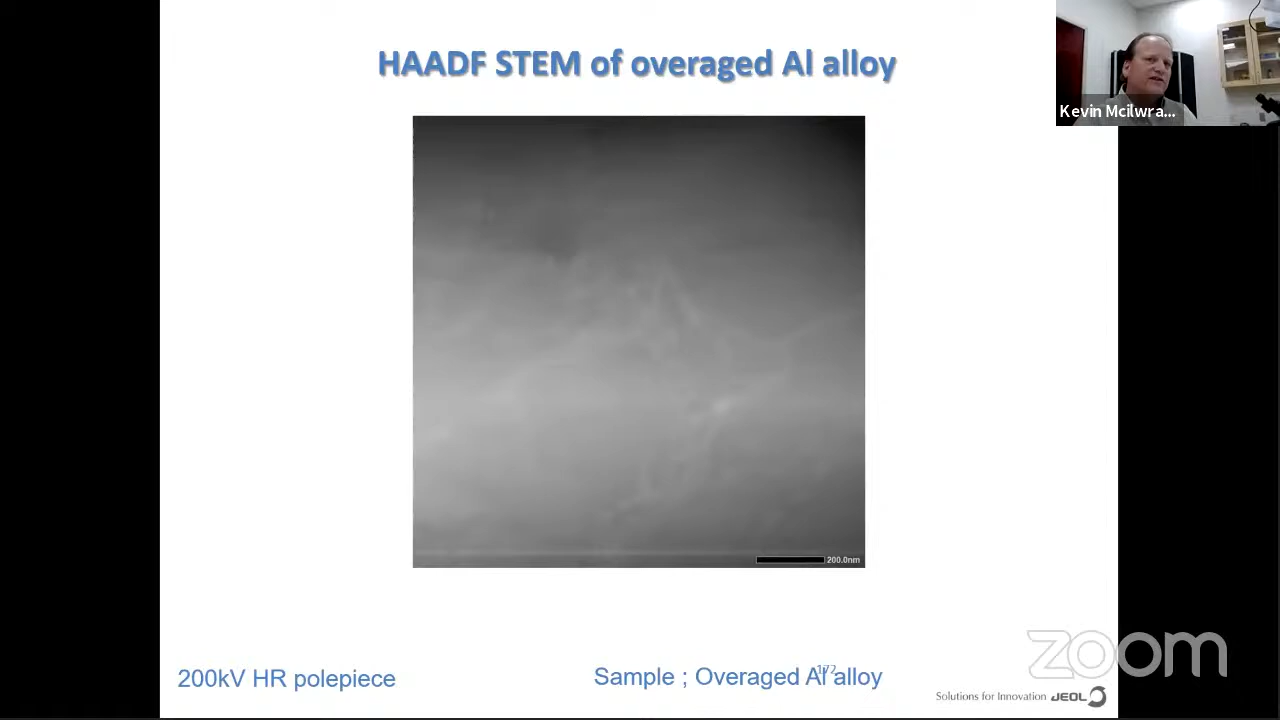 HAADF STEM of overaged Al alloy
Kevin Mcilwra...
200.0nm
200kV HR polepiece
Sample ; Overaged Al alloy
172
zoom
Solutions for Innovation JEOL